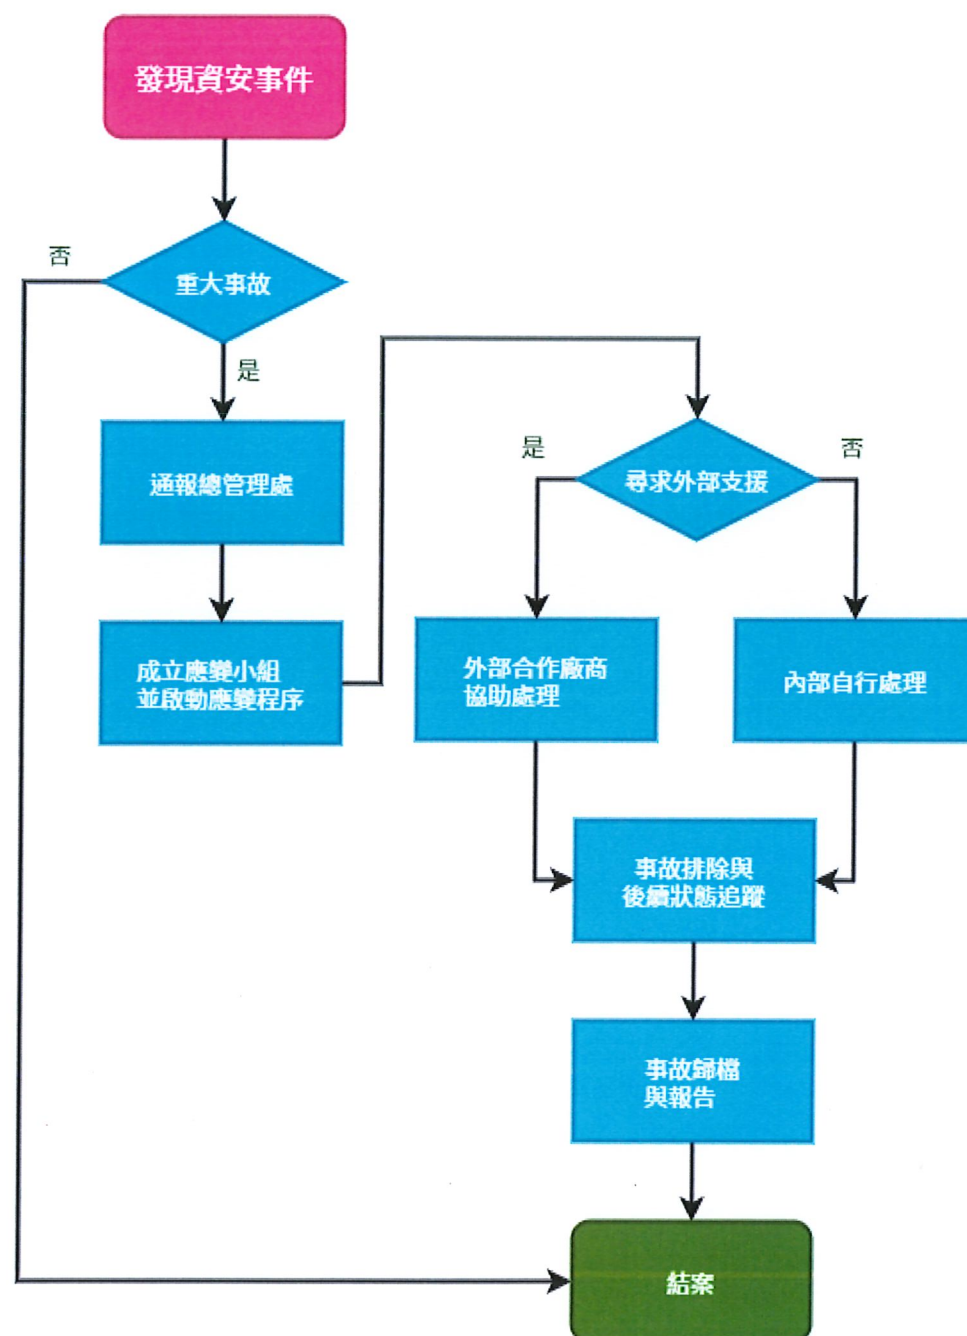 發現資安事件
否
重大事故
是
通報總管理處
成立應變小組
並啟動應變程序
尋求外部支援
是
否
外部合作廠商
協助處理
內部自行處理
事故排除與
後續狀態追蹤
事故歸檔
與報告
結案